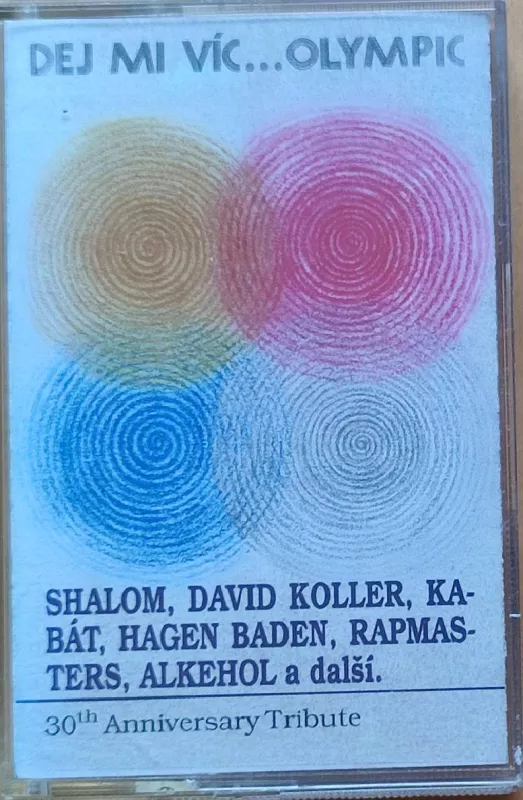 DEJ MI VÍC...OLYMPIC
SHALOM, DAVID KOLLER, KA-
BÁT, HAGEN BADEN, RAPMAS-
TERS, ALKEHOL a další.
30th Anniversary Tribute